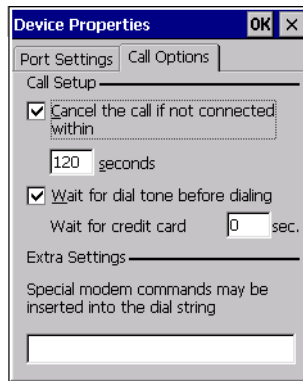 Device Properties OK ×
Port Settings Call Options
Call Setup
Cancel the call if not connected
within
120 seconds
Wait for dial tone before dialing
Wait for credit card 0 sec.
Extra Settings
Special modem commands may be
inserted into the dial string